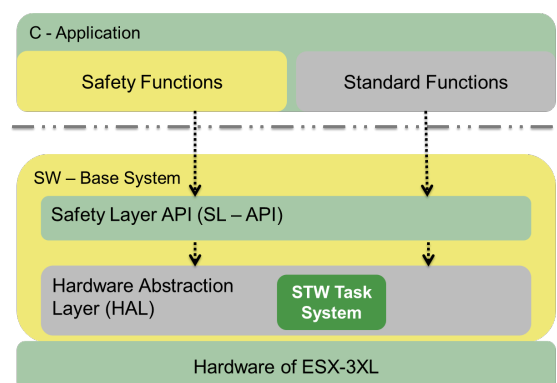 C - Application
Safety Functions
Standard Functions
SW – Base System
Safety Layer API (SL – API)
Hardware Abstraction
Layer (HAL)
STW Task
System
Hardware of ESX-3XL